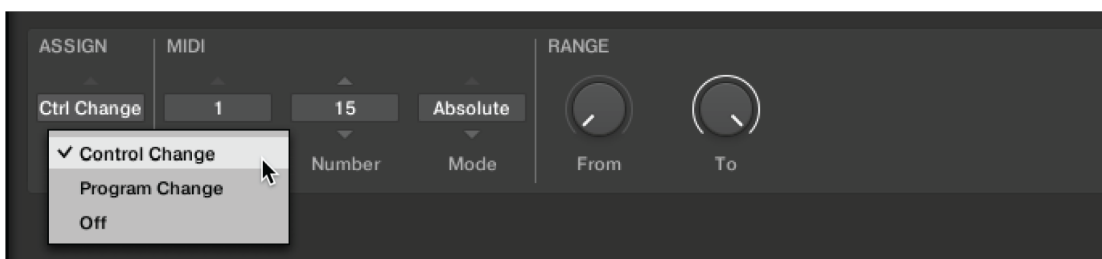 ASSIGN MIDI RANGE
Ctrl Change 1 15 Absolute
✓ Control Change
Number Mode From To
Program Change
Off